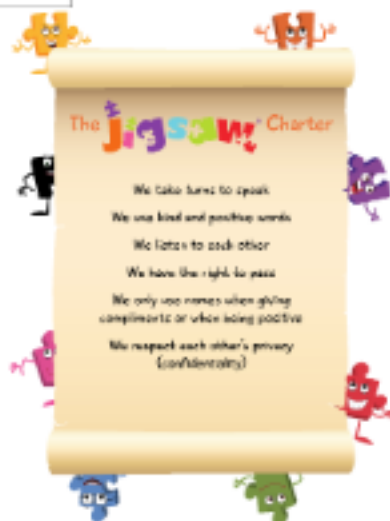 The Jigsaw Charter
We take turns to speak
We use kind and positive words
We listen to each other
We have the right to pass
We only use names when giving
compliments or when being positive
We respect each other's privacy
(confidentiality)